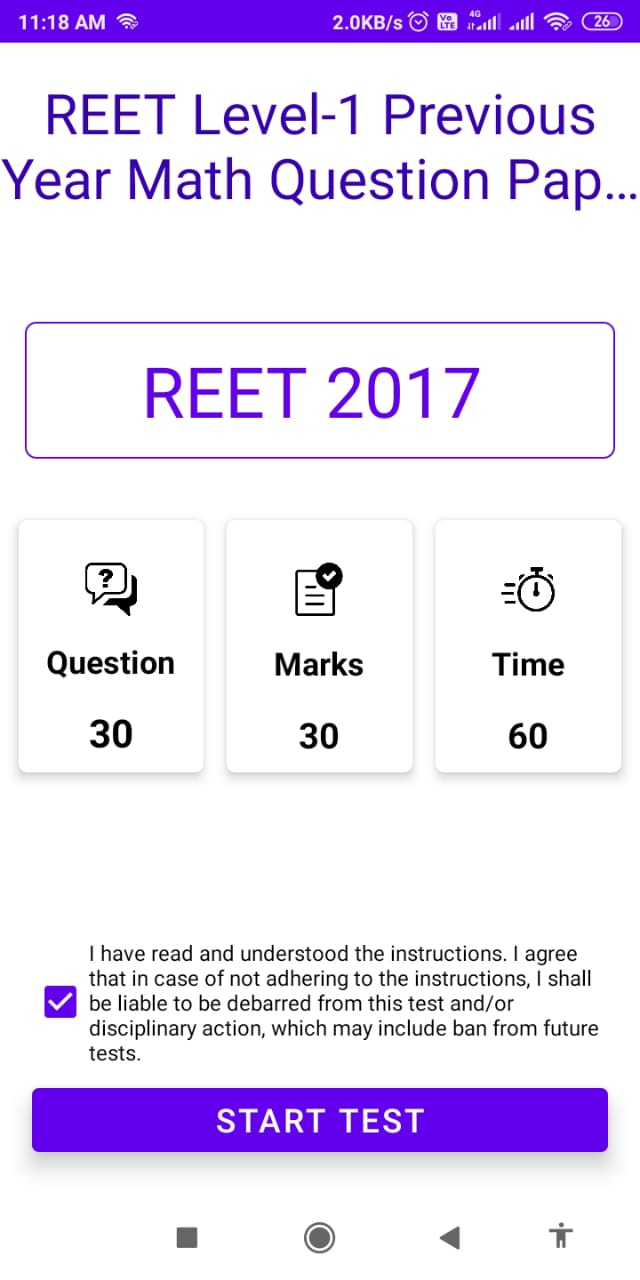 11:18 AM 2.0KB/s Vo LTE 4G 26
REET Level-1 Previous
Year Math Question Pap...
REET 2017
?
Question Marks Time
30 30 60
I have read and understood the instructions. I agree
that in case of not adhering to the instructions, I shall
be liable to be debarred from this test and/or
disciplinary action, which may include ban from future
tests.
START TEST